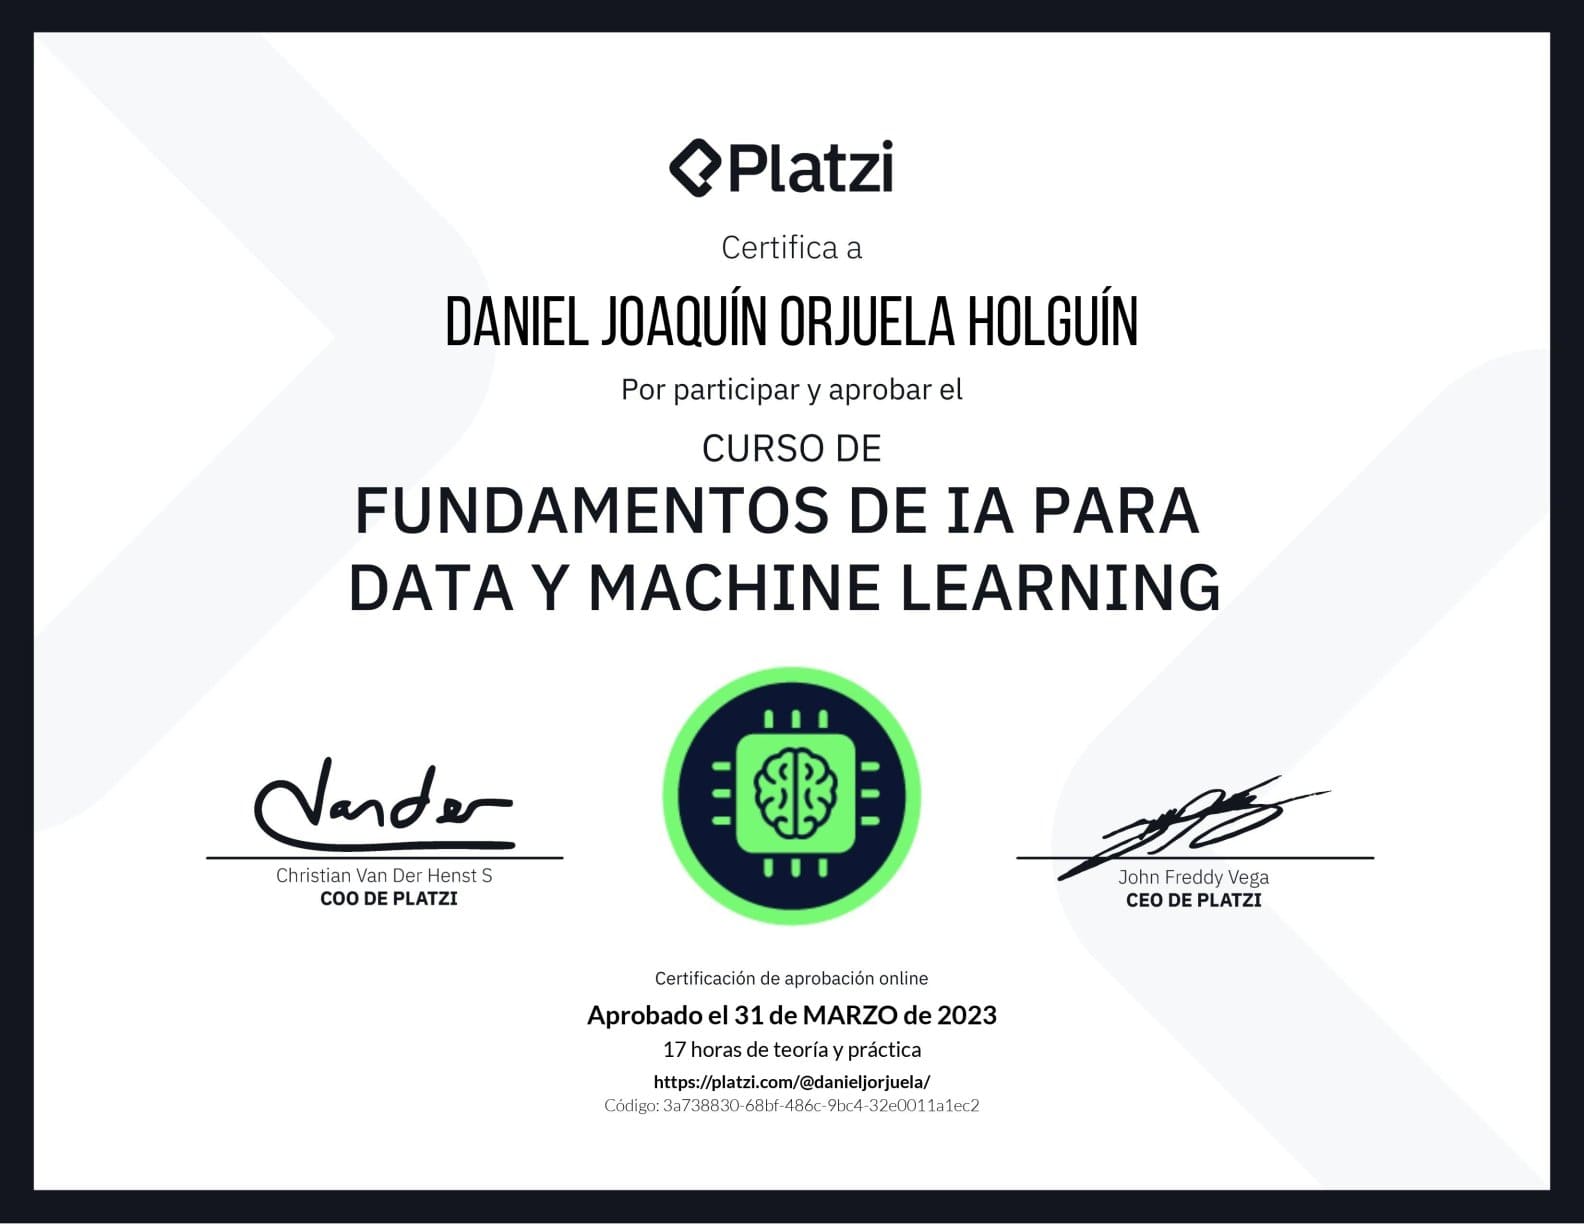 Platzi
Certifica a
DANIEL JOAQUÍN ORJUELA HOLGUÍN
Por participar y aprobar el
CURSO DE
FUNDAMENTOS DE IA PARA
DATA Y MACHINE LEARNING
Vander
Christian Van Der Henst S
COO DE PLATZI
John Freddy Vega
CEO DE PLATZI
Certificación de aprobación online
Aprobado el 31 de MARZO de 2023
17 horas de teoría y práctica
https://platzi.com/@danieljorjuela/
Código: 3a738830-68bf-486c-9bc4-32e0011a1ec2